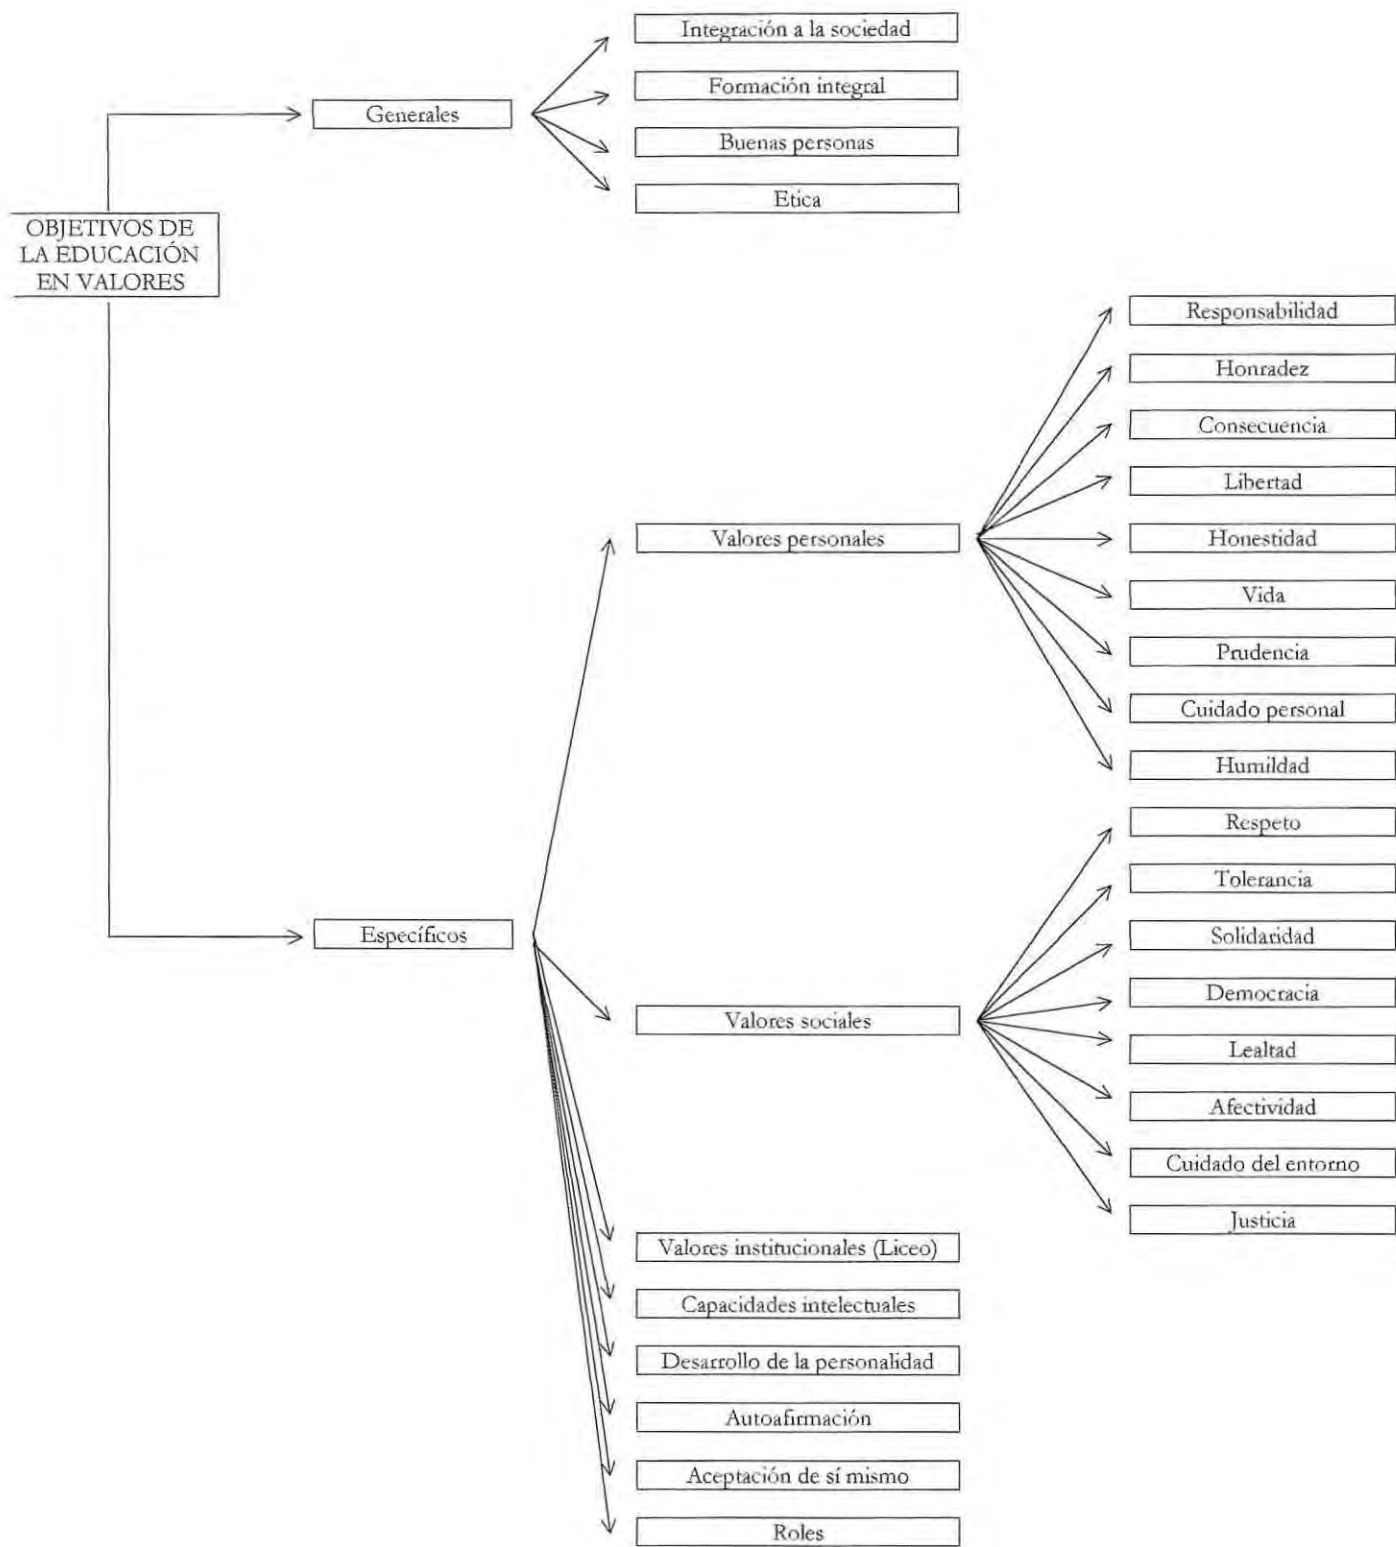 Integración a la sociedad
Formación integral
Generales
Buenas personas
Etica
OBJETIVOS DE
LA EDUCACIÓN
EN VALORES
Responsabilidad
Honradez
Consecuencia
Libertad
Valores personales
Honestidad
Vida
Prudencia
Cuidado personal
Humildad
Respeto
Tolerancia
Específicos
Solidaridad
Democracia
Valores sociales
Lealtad
Afectividad
Cuidado del entorno
Justicia
Valores institucionales (Liceo)
Capacidades intelectuales
Desarrollo de la personalidad
Autoafirmación
Aceptación de sí mismo
Roles